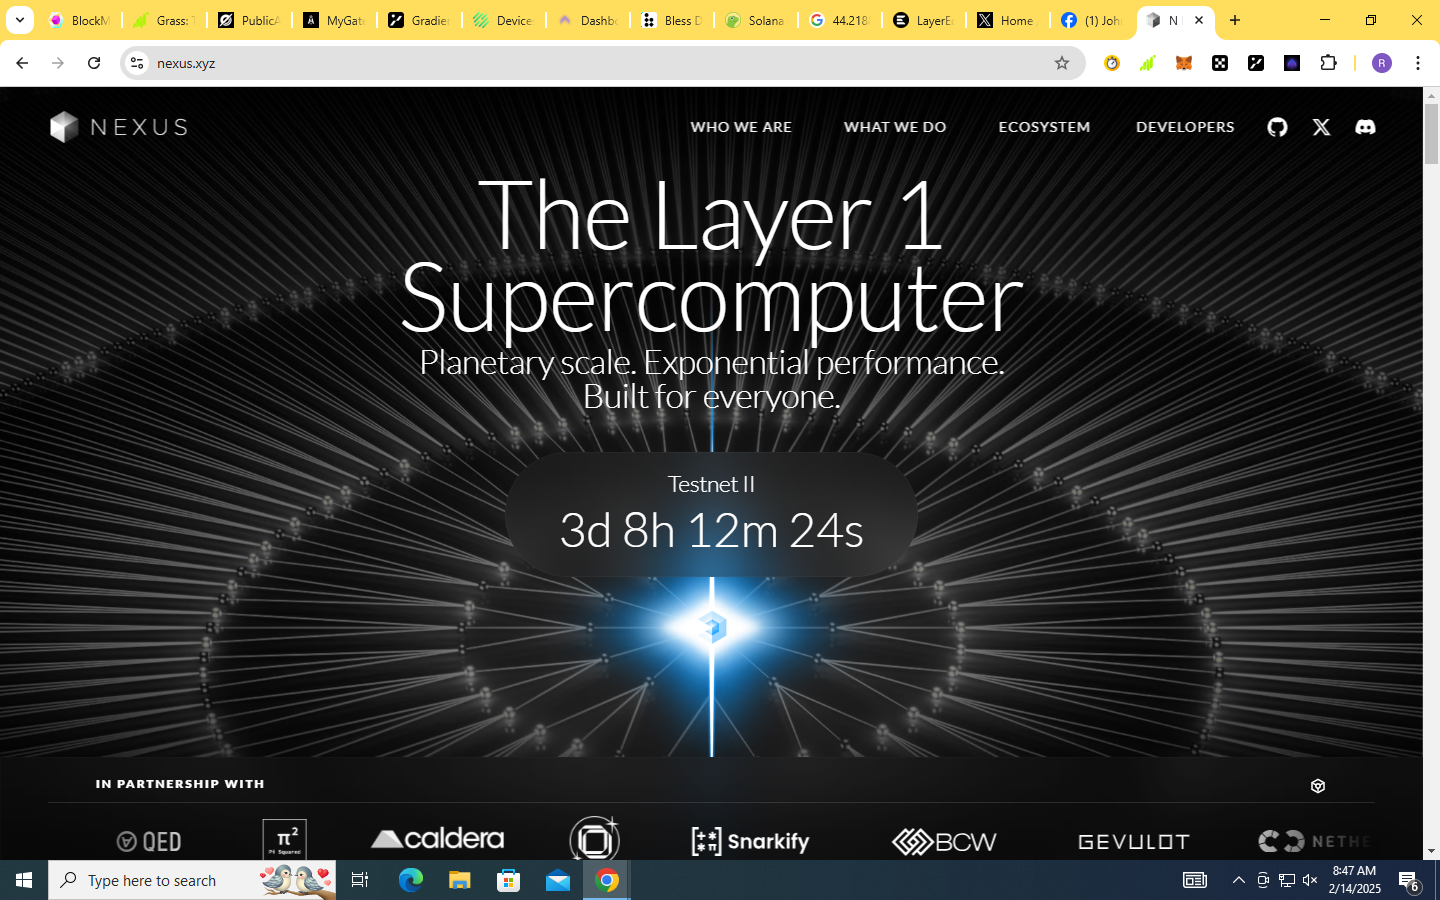 BlockM
Grass: T
PublicA
MyGate
Gradien
Device
Dashbo
Bless D
Solana
44.218
LayerE
Home
(1) Joh
N
nexus.xyz
R
NEXUS
WHO WE ARE
WHAT WE DO
ECOSYSTEM
DEVELOPERS
The Layer 1
Supercomputer
Planetary scale. Exponential performance.
Built for everyone.
Testnet II
3d 8h 12m 24s
IN PARTNERSHIP WITH
QED
π²
Pi Squared
caldera
Snarkify
BCW
GEVULOT
NETHE
Type here to search
8:47 AM
2/14/2025
6